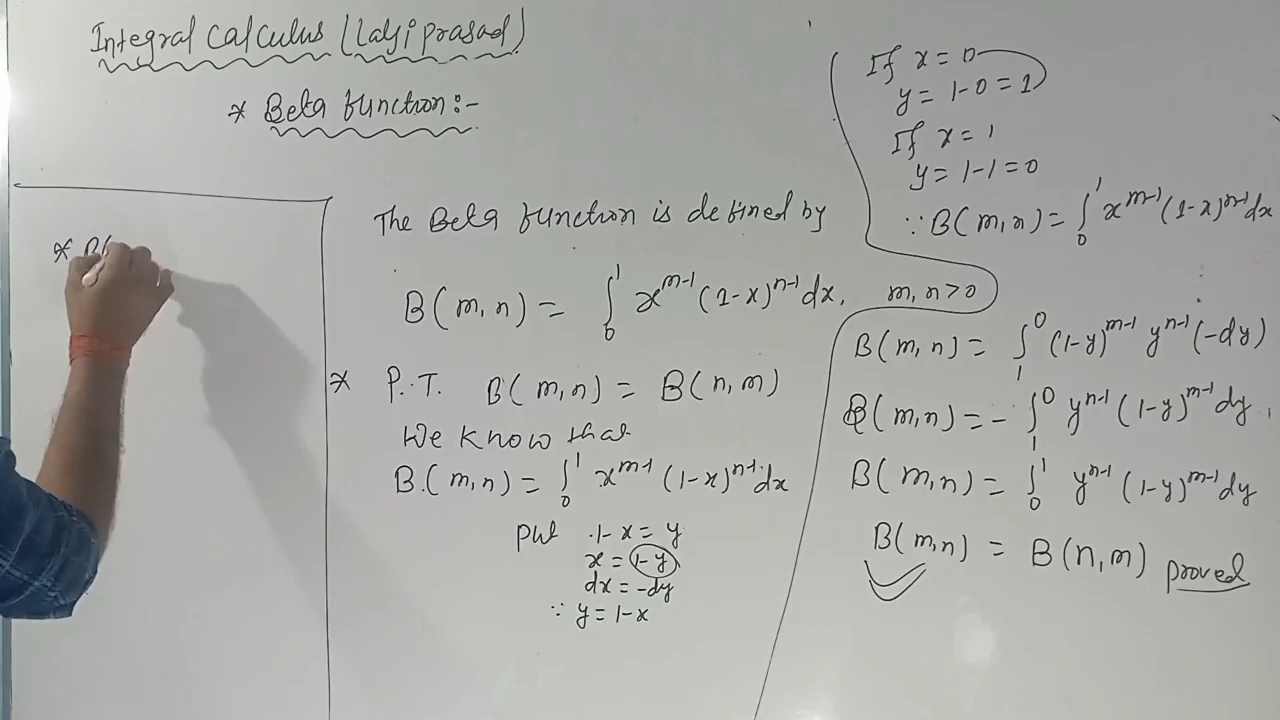 Integral Calculus (Lalji prasad)
* Beta function:-
The Beta function is defined by
B(m,n) = ∫₀¹ x^{m-1} (1-x)^{n-1} dx, m,n>0
* P.T. B(m,n) = B(n,m)
We know that
B(m,n) = ∫₀¹ x^{m-1} (1-x)^{n-1} dx
put 1-x = y
x = 1-y
dx = -dy
∵ y = 1-x
If x = 0
y = 1-0 = 1
If x = 1
y = 1-1 = 0
∵ B(m,n) = ∫₀¹ x^{m-1} (1-x)^{n-1} dx
B(m,n) = ∫₁⁰ (1-y)^{m-1} y^{n-1} (-dy)
B(m,n) = - ∫₁⁰ y^{n-1} (1-y)^{m-1} dy
B(m,n) = ∫₀¹ y^{n-1} (1-y)^{m-1} dy
B(m,n) = B(n,m) proved
*